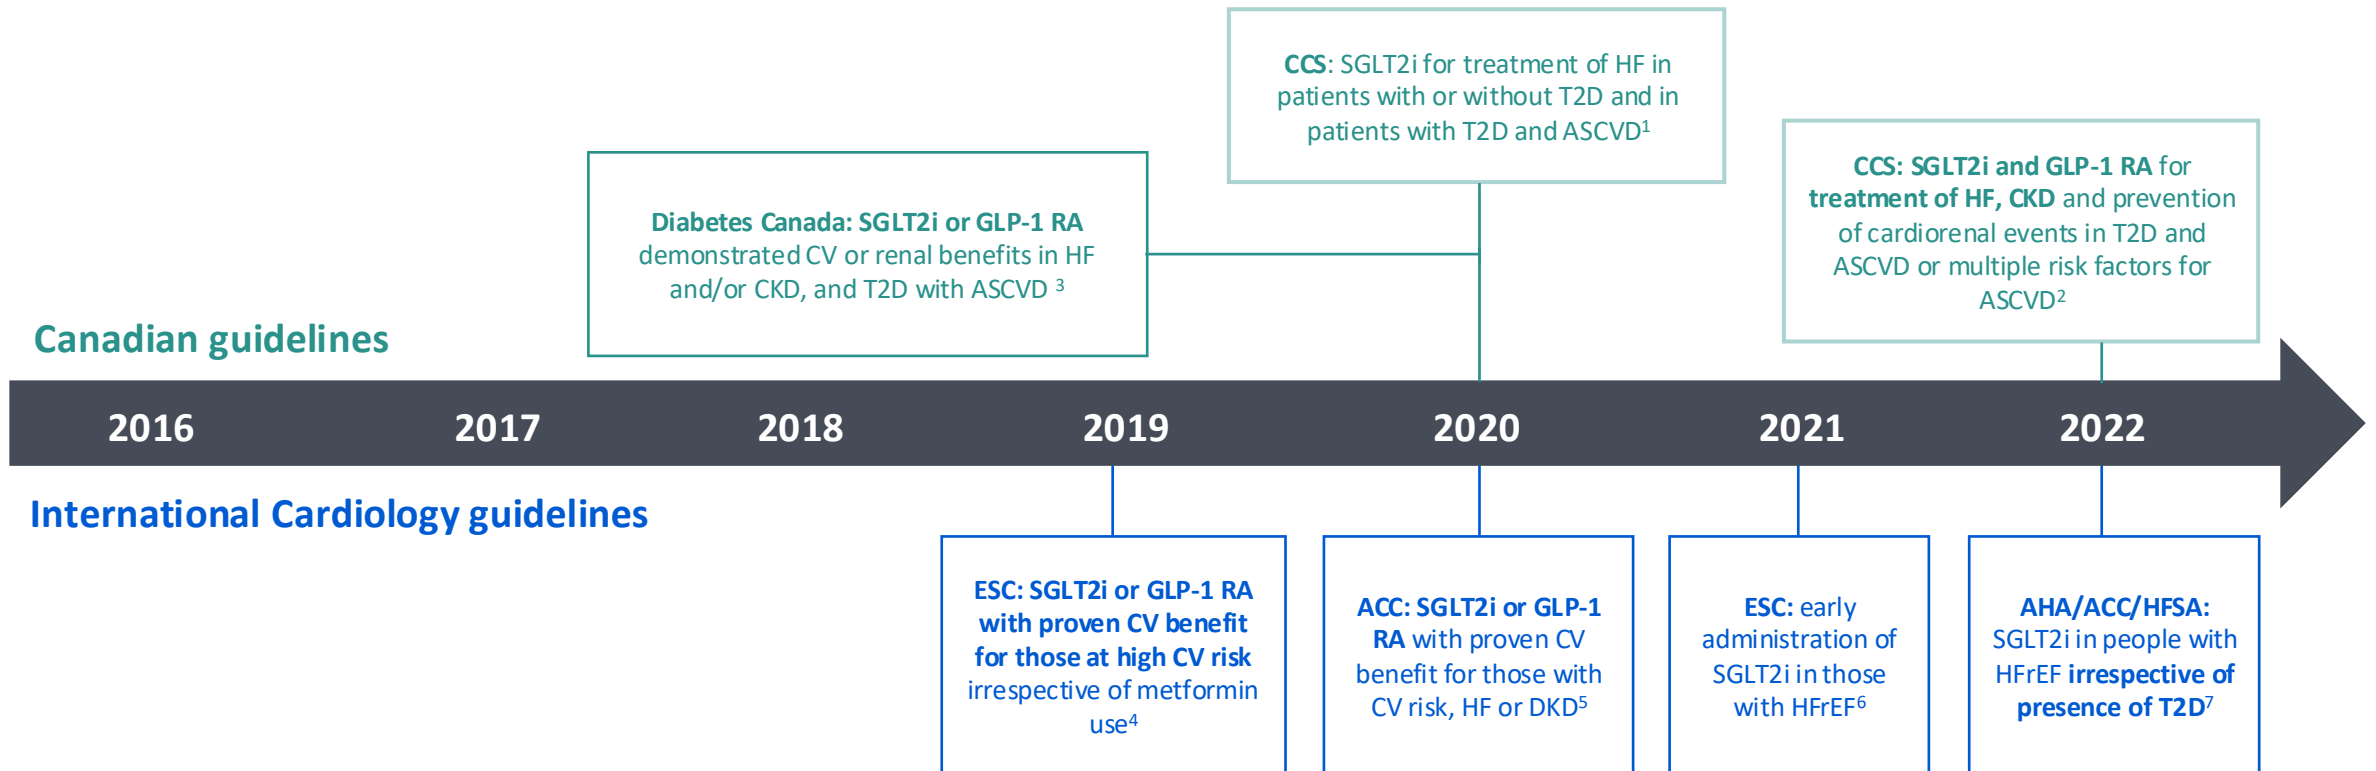 CCS: SGLT2i for treatment of HF in
patients with or without T2D and in
patients with T2D and ASCVD1
CCS: SGLT2i and GLP-1 RA for
treatment of HF, CKD and prevention
of cardiorenal events in T2D and
ASCVD or multiple risk factors for
ASCVD2
Diabetes Canada: SGLT2i or GLP-1 RA
demonstrated CV or renal benefits in HF
and/or CKD, and T2D with ASCVD 3
Canadian guidelines
2016 2017 2018 2019 2020 2021 2022
International Cardiology guidelines
ESC: SGLT2i or GLP-1 RA
with proven CV benefit
for those at high CV risk
irrespective of metformin
use4
ACC: SGLT2i or GLP-1
RA with proven CV
benefit for those with
CV risk, HF or DKD5
ESC: early
administration of
SGLT2i in those
with HFrEF6
AHA/ACC/HFSA:
SGLT2i in people with
HFrEF irrespective of
presence of T2D7